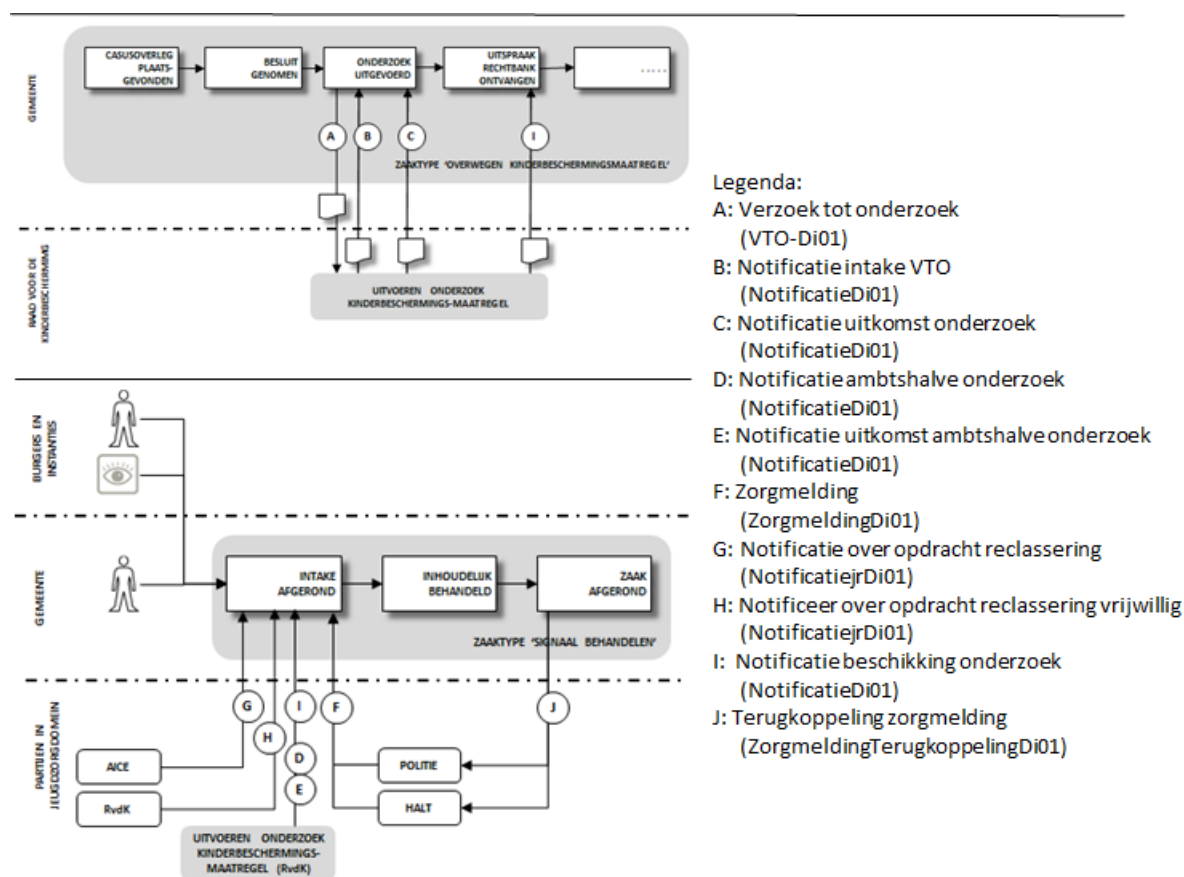 GEMEENTE
CASUSOVERLEG
PLAATS-
GEVONDEN
BESLUIT
GENOMEN
ONDERZOEK
UITGEVOERD
UITSPRAAK
RECHTBANK
ONTVANGEN
.....
A
B
C
I
ZAAKTYPE 'OVERWEGEN KINDERBESCHERMINGSMAATREGEL'
RAAD VOOR DE
KINDERBESCHERMING
UITVOEREN ONDERZOEK
KINDERBESCHERMINGS-MAATREGEL
BURGERS EN
INSTANTIES
GEMEENTE
INTAKE
AFGEROND
INHOUDELIJK
BEHANDELD
ZAAK
AFGEROND
ZAAKTYPE 'SIGNAAL BEHANDELEN'
PARTIJEN IN
JEUGDZORGDOMEIN
G
H
I
D
E
F
J
AICE
RvdK
POLITIE
HALT
UITVOEREN ONDERZOEK
KINDERBESCHERMINGS-
MAATREGEL (RvdK)
Legenda:
A: Verzoek tot onderzoek
(VTO-Di01)
B: Notificatie intake VTO
(NotificatieDi01)
C: Notificatie uitkomst onderzoek
(NotificatieDi01)
D: Notificatie ambtshalve onderzoek
(NotificatieDi01)
E: Notificatie uitkomst ambtshalve onderzoek
(NotificatieDi01)
F: Zorgmelding
(ZorgmeldingDi01)
G: Notificatie over opdracht reclassering
(NotificatiejrDi01)
H: Notificeer over opdracht reclassering vrijwillig
(NotificatiejrDi01)
I: Notificatie beschikking onderzoek
(NotificatieDi01)
J: Terugkoppeling zorgmelding
(ZorgmeldingTerugkoppelingDi01)